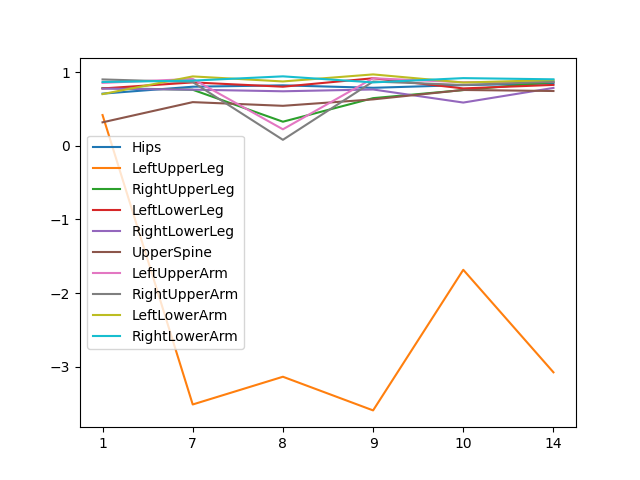 1
0
−1
−2
−3
Hips
LeftUpperLeg
RightUpperLeg
LeftLowerLeg
RightLowerLeg
UpperSpine
LeftUpperArm
RightUpperArm
LeftLowerArm
RightLowerArm
1 7 8 9 10 14